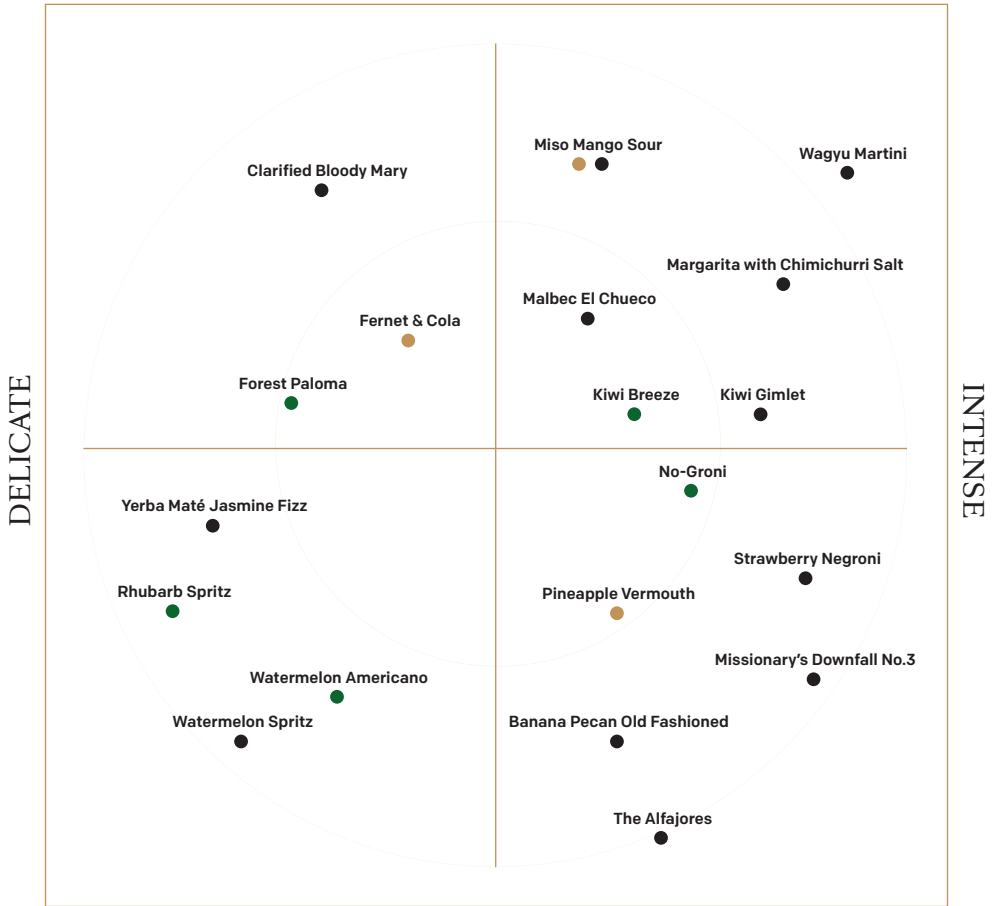 Miso Mango Sour
Wagyu Martini
Clarified Bloody Mary
Margarita with Chimichurri Salt
Malbec El Chueco
Fernet & Cola
Forest Paloma
Kiwi Breeze
Kiwi Gimlet
DELICATE
INTENSE
No-Groni
Yerba Maté Jasmine Fizz
Strawberry Negroni
Rhubarb Spritz
Pineapple Vermouth
Missionary’s Downfall No.3
Watermelon Americano
Watermelon Spritz
Banana Pecan Old Fashioned
The Alfajores